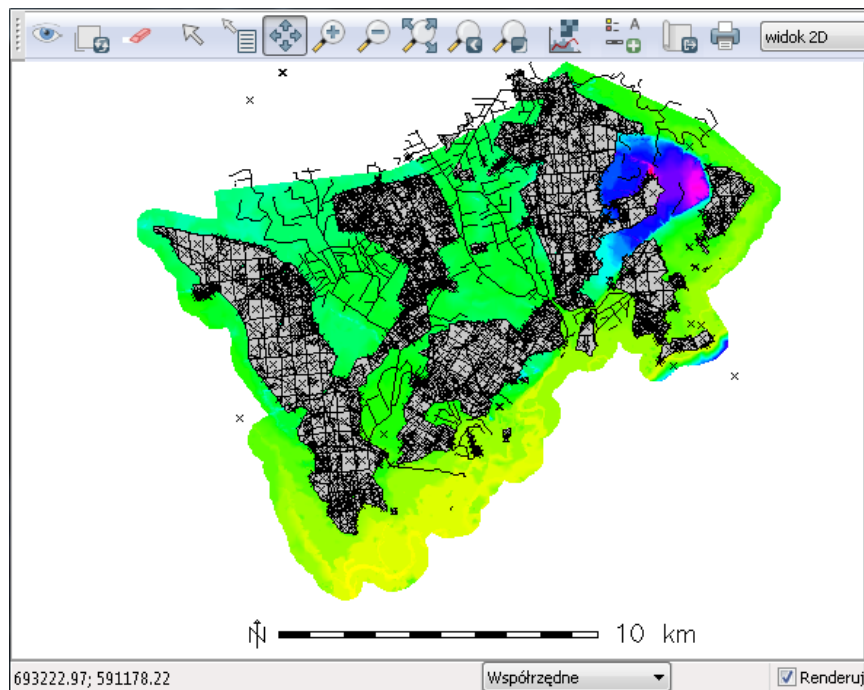 A
widok 2D
N
10 km
693222.97; 591178.22
Współrzędne
Renderuj